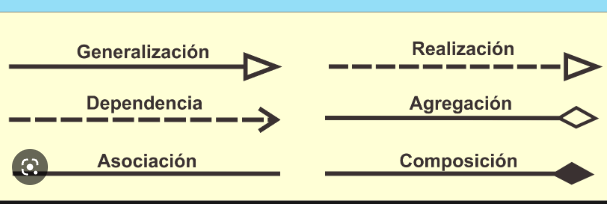 Generalización
Realización
Dependencia
Agregación
Asociación
Composición